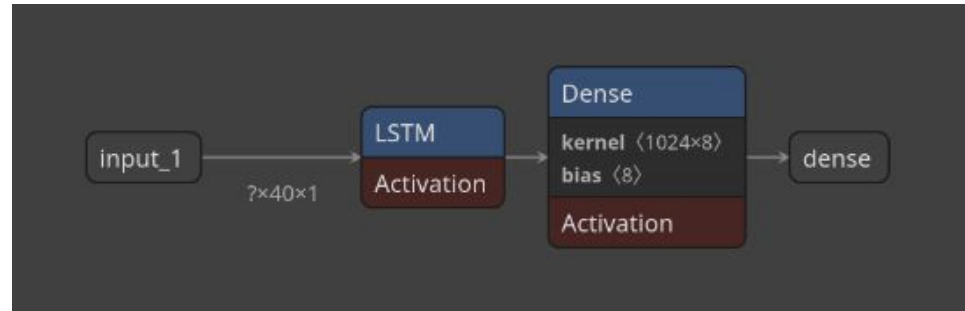 input_1
?×40×1
LSTM
Activation
Dense
kernel 〈1024×8〉
bias 〈8〉
Activation
dense